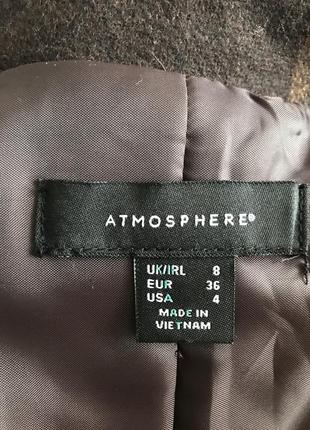 ATMOSPHERE®
UK/IRL 8
EUR 36
USA 4
MADE IN
VIETNAM